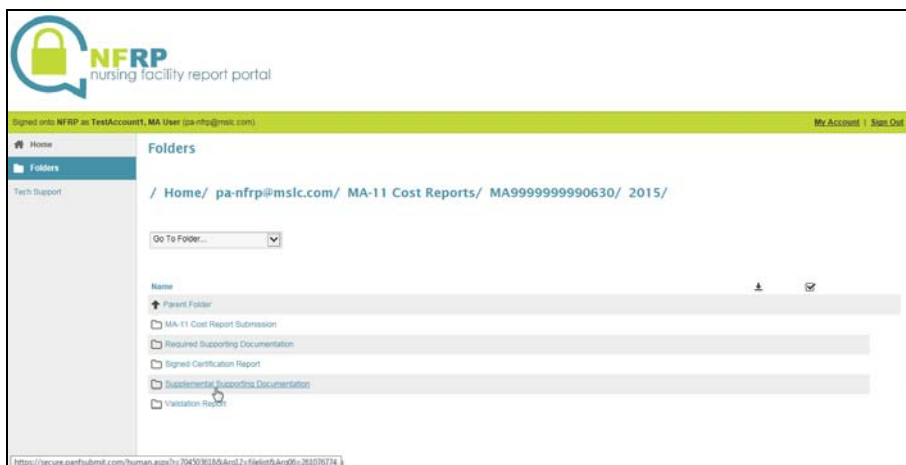 NFRP
nursing facility report portal
Signed onto NFRP as TestAccount1, MA User (pa-nfrp@mslc.com).
My Account | Sign Out
Home
Folders
Tech Support
Folders
/ Home/ pa-nfrp@mslc.com/ MA-11 Cost Reports/ MA9999999990630/ 2015/
Go To Folder...
Name
Parent Folder
MA-11 Cost Report Submission
Required Supporting Documentation
Signed Certification Report
Supplemental Supporting Documentation
Validation Report